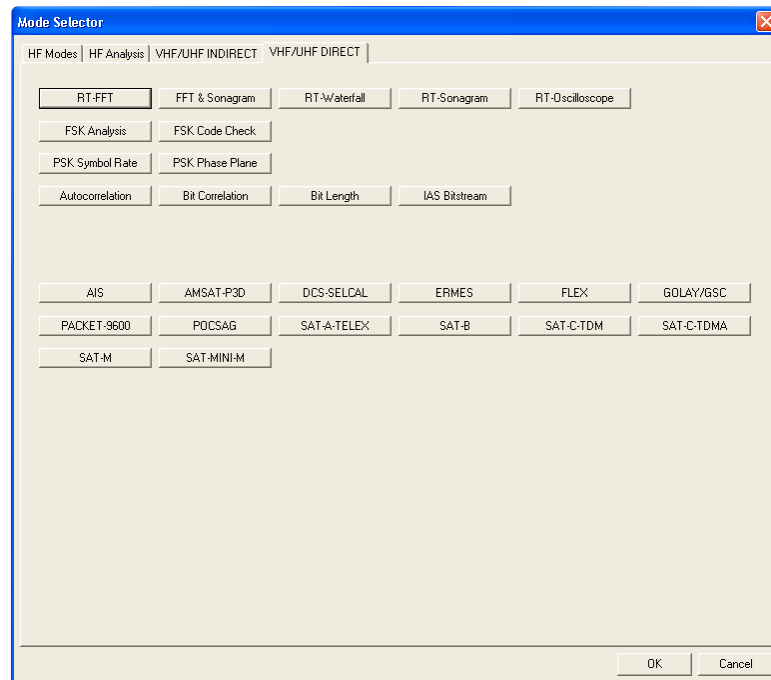 Mode Selector
HF Modes HF Analysis VHF/UHF INDIRECT VHF/UHF DIRECT
RT-FFT FFT & Sonagram RT-Waterfall RT-Sonagram RT-Oscilloscope
FSK Analysis FSK Code Check
PSK Symbol Rate PSK Phase Plane
Autocorrelation Bit Correlation Bit Length IAS Bitstream
AIS AMSAT-P3D DCS-SELCAL ERMES FLEX GOLAY/GSC
PACKET-9600 POCSAG SAT-A-TELEX SAT-B SAT-C-TDM SAT-C-TDMA
SAT-M SAT-MINI-M
OK Cancel